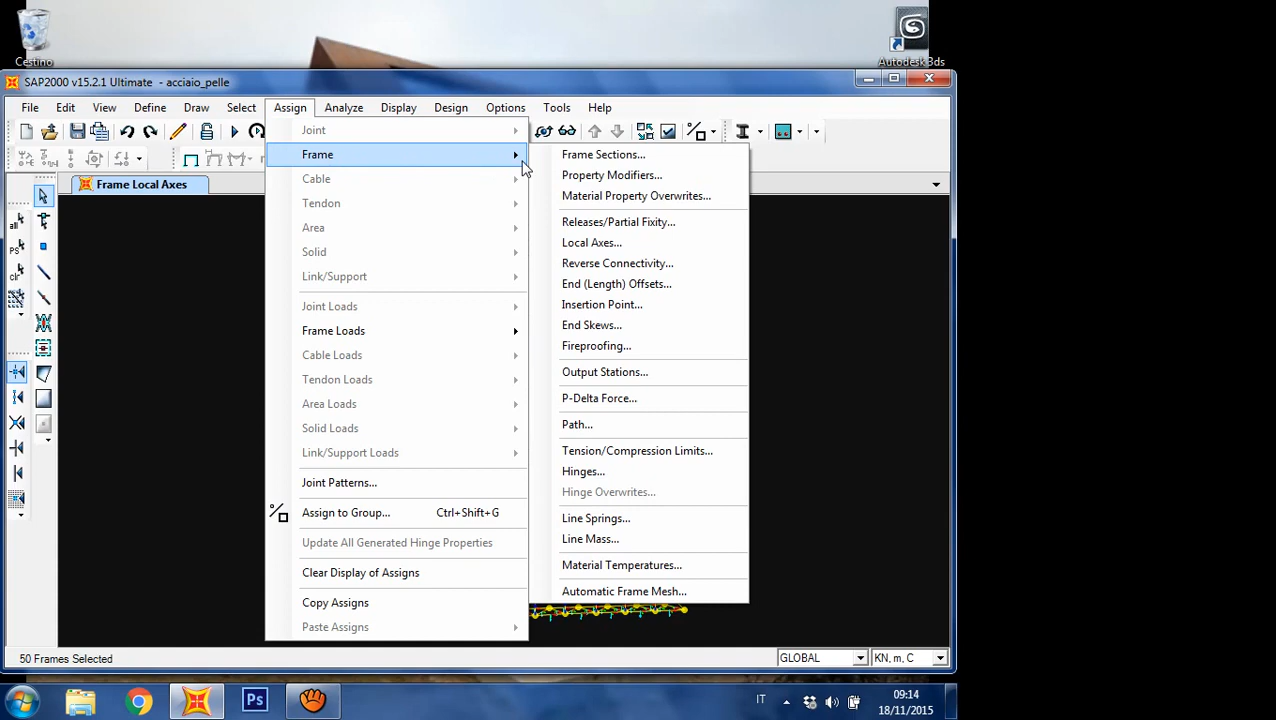 Cestino
Autodesk 3ds
SAP2000 v15.2.1 Ultimate - acciaio_pelle
File Edit View Define Draw Select Assign Analyze Display Design Options Tools Help
all
PS
clr
Frame Local Axes
Joint
Frame
Cable
Tendon
Area
Solid
Link/Support
Joint Loads
Frame Loads
Cable Loads
Tendon Loads
Area Loads
Solid Loads
Link/Support Loads
Joint Patterns...
Assign to Group... Ctrl+Shift+G
Update All Generated Hinge Properties
Clear Display of Assigns
Copy Assigns
Paste Assigns
Frame Sections...
Property Modifiers...
Material Property Overwrites...
Releases/Partial Fixity...
Local Axes...
Reverse Connectivity...
End (Length) Offsets...
Insertion Point...
End Skews...
Fireproofing...
Output Stations...
P-Delta Force...
Path...
Tension/Compression Limits...
Hinges...
Hinge Overwrites...
Line Springs...
Line Mass...
Material Temperatures...
Automatic Frame Mesh...
50 Frames Selected
GLOBAL
KN, m, C
Ps
IT
09:14
18/11/2015